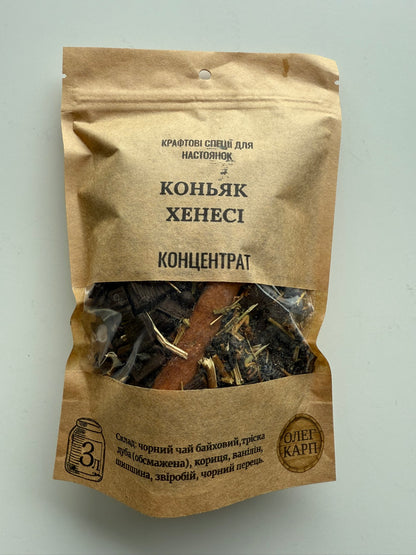 КРАФТОВІ СПЕЦІЇ ДЛЯ
НАСТОЯНОК
КОНЬЯК
ХЕНЕСІ
КОНЦЕНТРАТ
3л
Склад: чорний чай байховий, тріска
дуба (обсмажена), кориця, ванілін,
шипшина, звіробій, чорний перець.
ОЛЕГ
КАРП